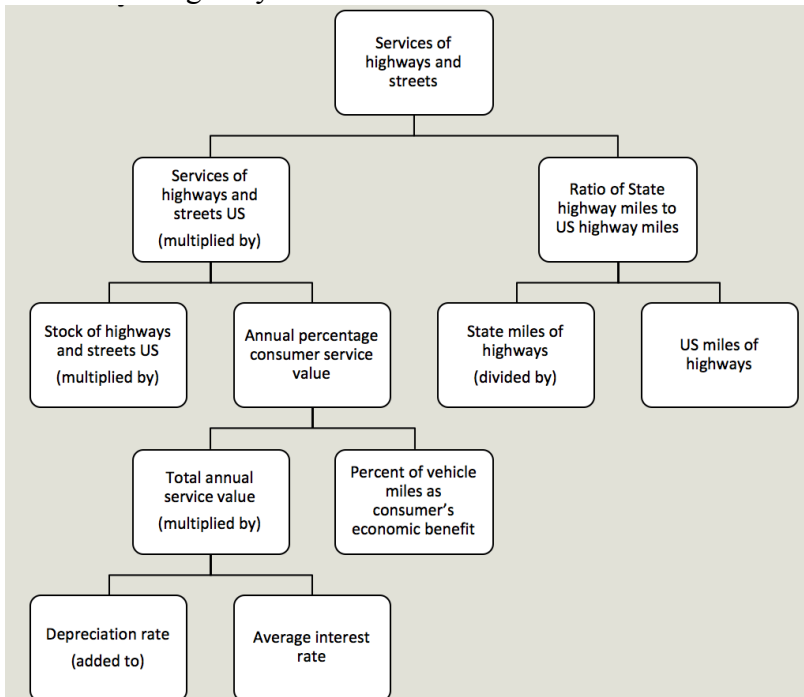 Services of
highways and
streets
Services of
highways and
streets US
(multiplied by)
Ratio of State
highway miles to
US highway miles
Stock of highways
and streets US
(multiplied by)
Annual percentage
consumer service
value
State miles of
highways
(divided by)
US miles of
highways
Total annual
service value
(multiplied by)
Percent of vehicle
miles as
consumer's
economic benefit
Depreciation rate
(added to)
Average interest
rate